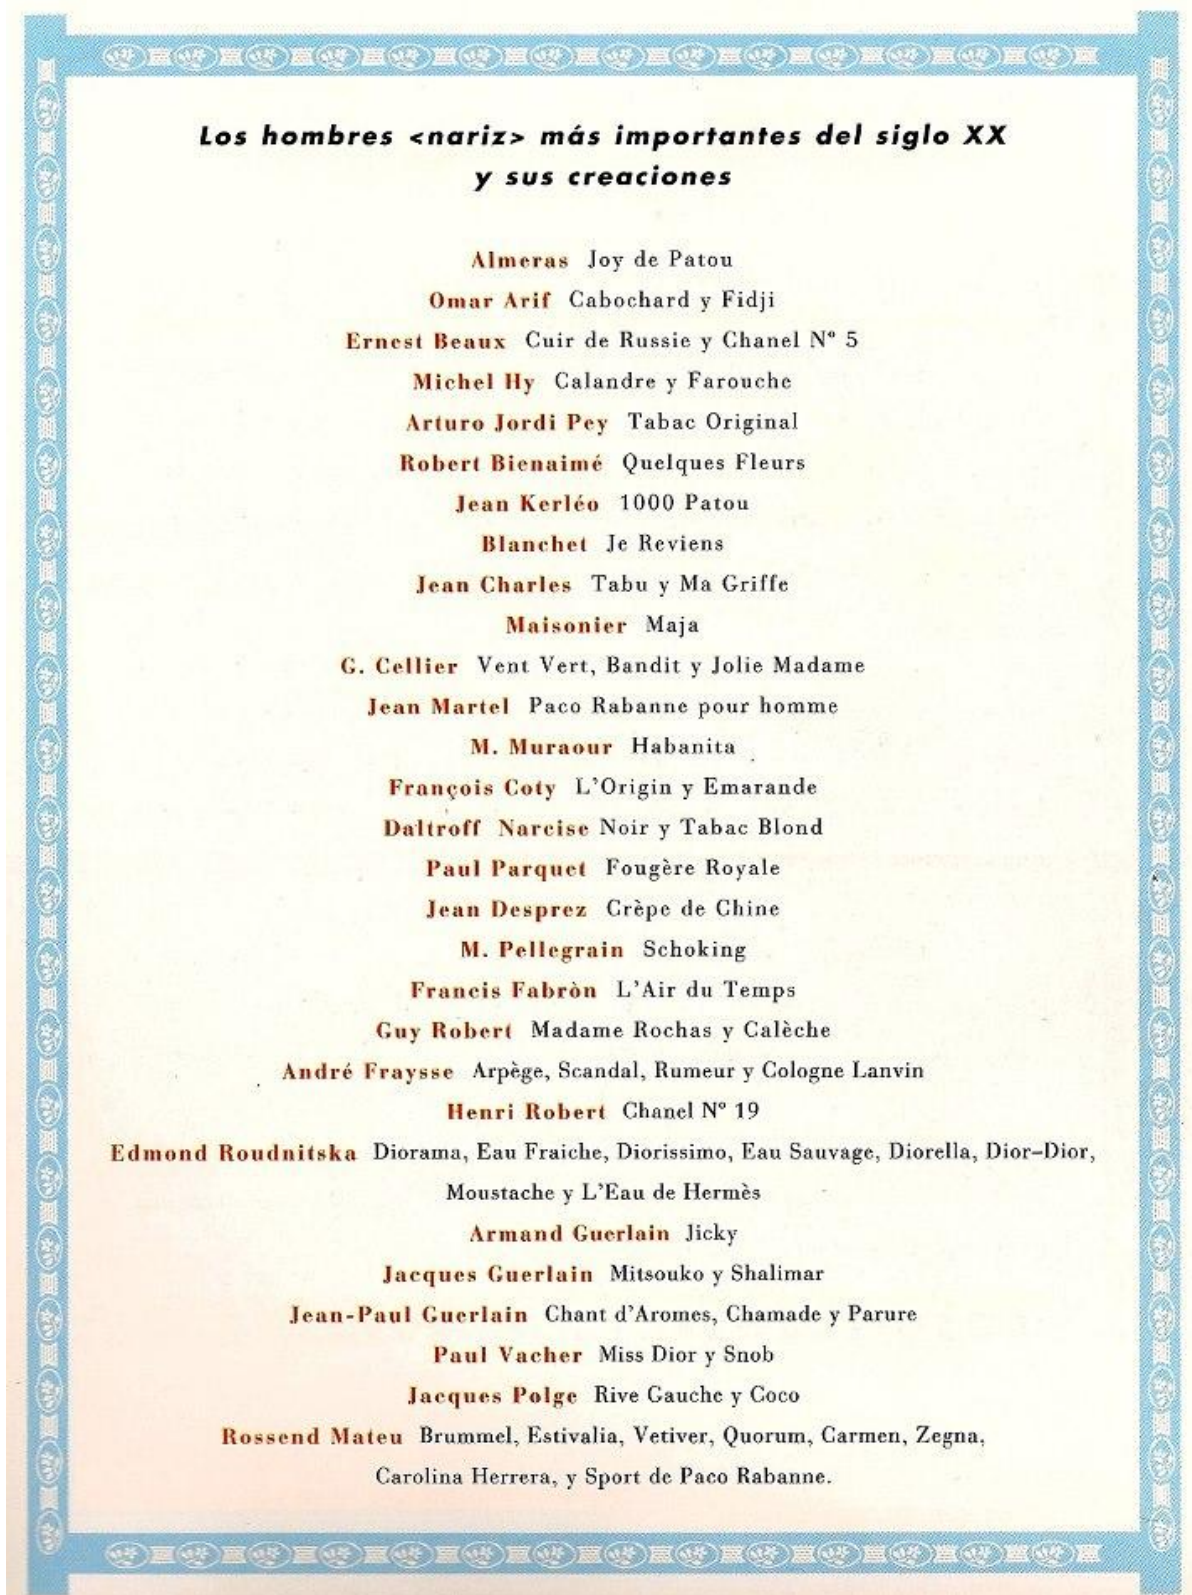 Los hombres <nariz> más importantes del siglo XX
y sus creaciones
Almeras Joy de Patou
Omar Arif Cabochard y Fidji
Ernest Beaux Cuir de Russie y Chanel Nº 5
Michel Hy Calandre y Farouche
Arturo Jordi Pey Tabac Original
Robert Bienaimé Quelques Fleurs
Jean Kerléo 1000 Patou
Blanchet Je Reviens
Jean Charles Tabu y Ma Griffe
Maisonier Maja
G. Cellier Vent Vert, Bandit y Jolie Madame
Jean Martel Paco Rabanne pour homme
M. Muraour Habanita
François Coty L'Origin y Emarande
Daltroff Narcise Noir y Tabac Blond
Paul Parquet Fougère Royale
Jean Desprez Crèpe de Chine
M. Pellegrain Schoking
Francis Fabròn L'Air du Temps
Guy Robert Madame Rochas y Calèche
André Fraysse Arpège, Scandal, Rumeur y Cologne Lanvin
Henri Robert Chanel Nº 19
Edmond Roudnitska Diorama, Eau Fraiche, Diorissimo, Eau Sauvage, Diorella, Dior-Dior,
Moustache y L'Eau de Hermès
Armand Guerlain Jicky
Jacques Guerlain Mitsouko y Shalimar
Jean-Paul Guerlain Chant d'Aromes, Chamade y Parure
Paul Vacher Miss Dior y Snob
Jacques Polge Rive Gauche y Coco
Rossend Mateu Brummel, Estivalia, Vetiver, Quorum, Carmen, Zegna,
Carolina Herrera, y Sport de Paco Rabanne.